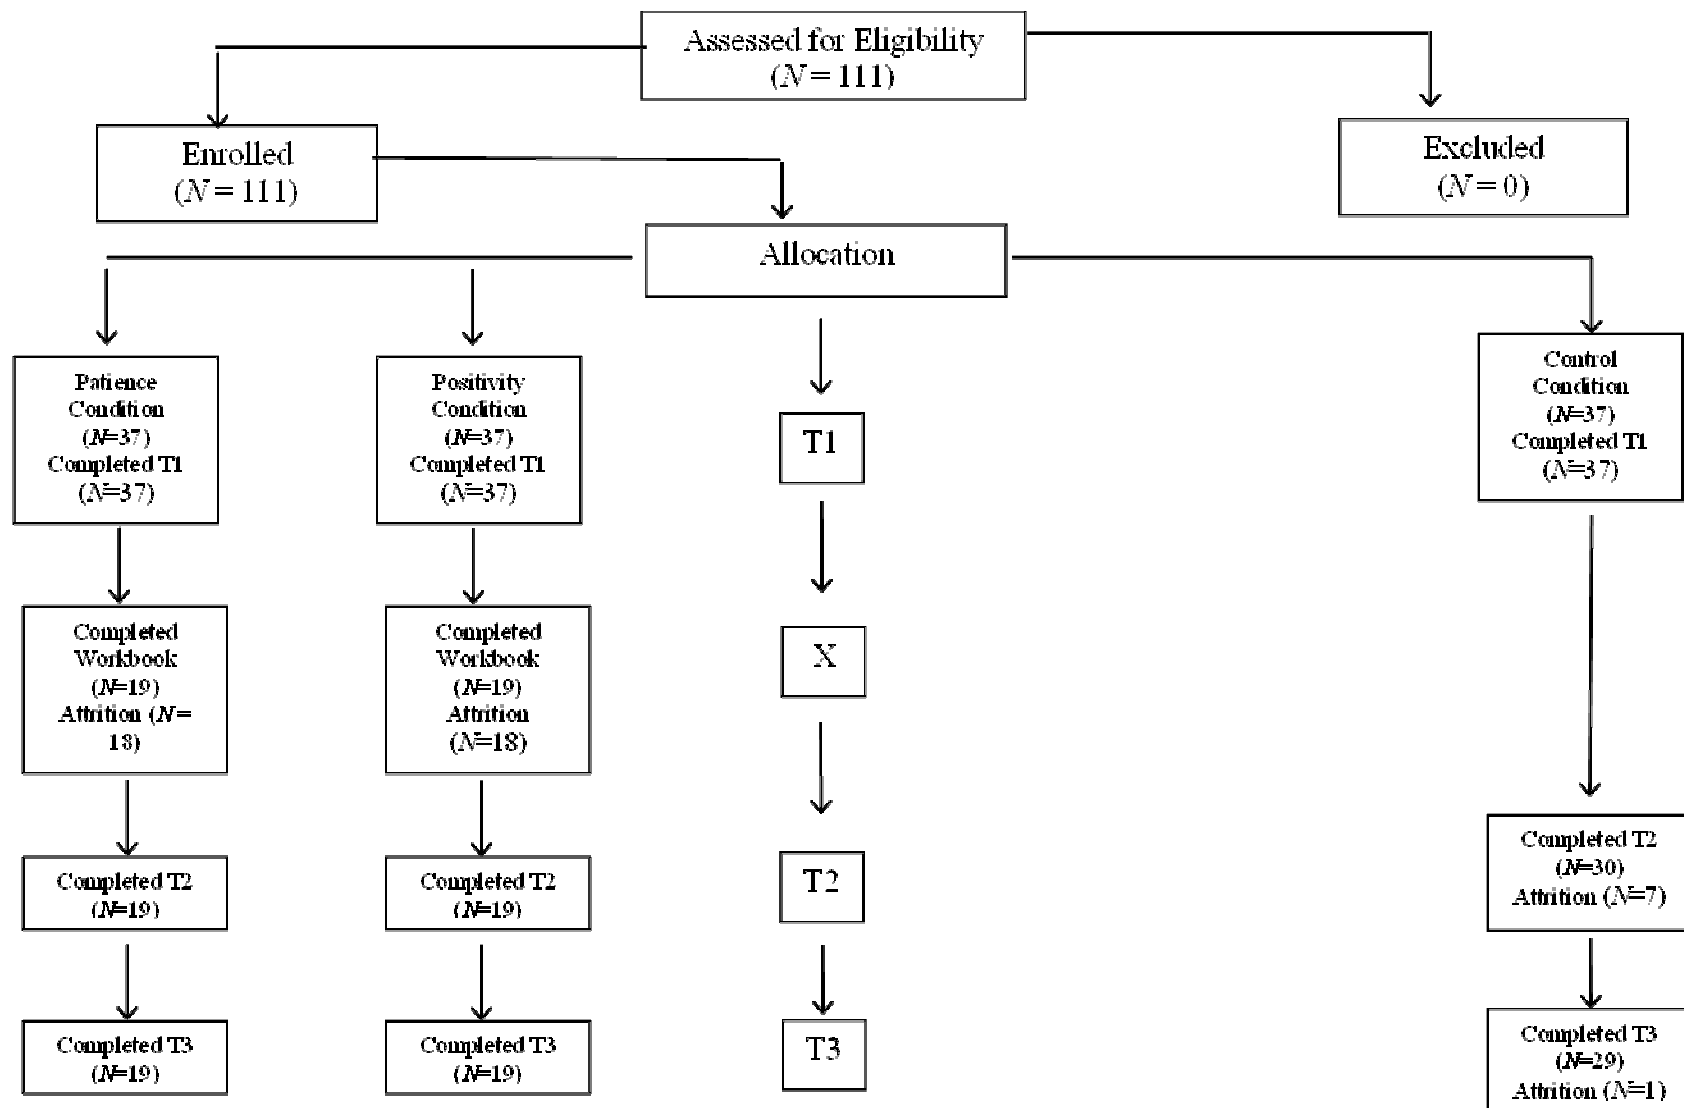 Assessed for Eligibility
(N = 111)
Enrolled
(N = 111)
Excluded
(N = 0)
Allocation
Patience
Condition
(N=37)
Completed T1
(N=37)
Positivity
Condition
(N=37)
Completed T1
(N=37)
T1
Control
Condition
(N=37)
Completed T1
(N=37)
Completed
Workbook
(N=19)
Attrition (N=
18)
Completed
Workbook
(N=19)
Attrition
(N=18)
X
Completed T2
(N=19)
Completed T2
(N=19)
T2
Completed T2
(N=30)
Attrition (N=7)
Completed T3
(N=19)
Completed T3
(N=19)
T3
Completed T3
(N=29)
Attrition (N=1)